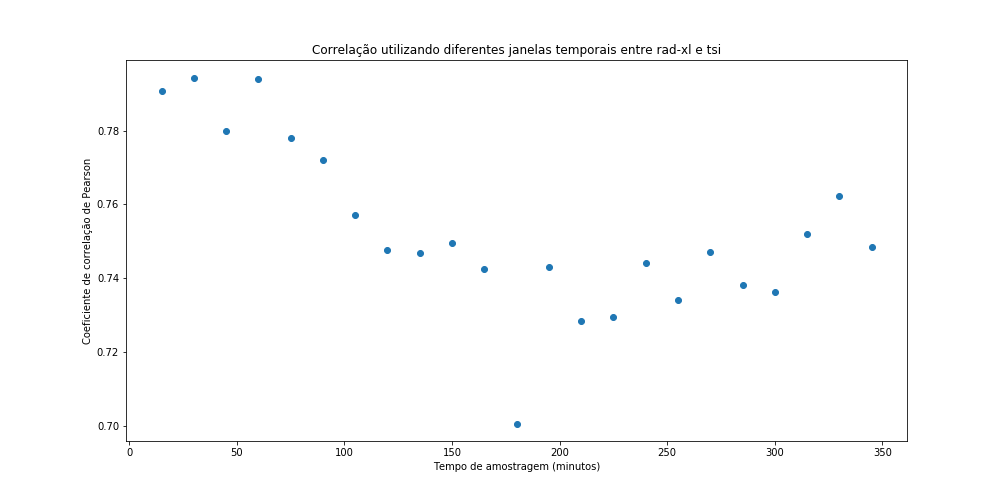 Correlação utilizando diferentes janelas temporais entre rad-xl e tsi
Coeficiente de correlação de Pearson
0.78
0.76
0.74
0.72
0.70
0 50 100 150 200 250 300 350
Tempo de amostragem (minutos)